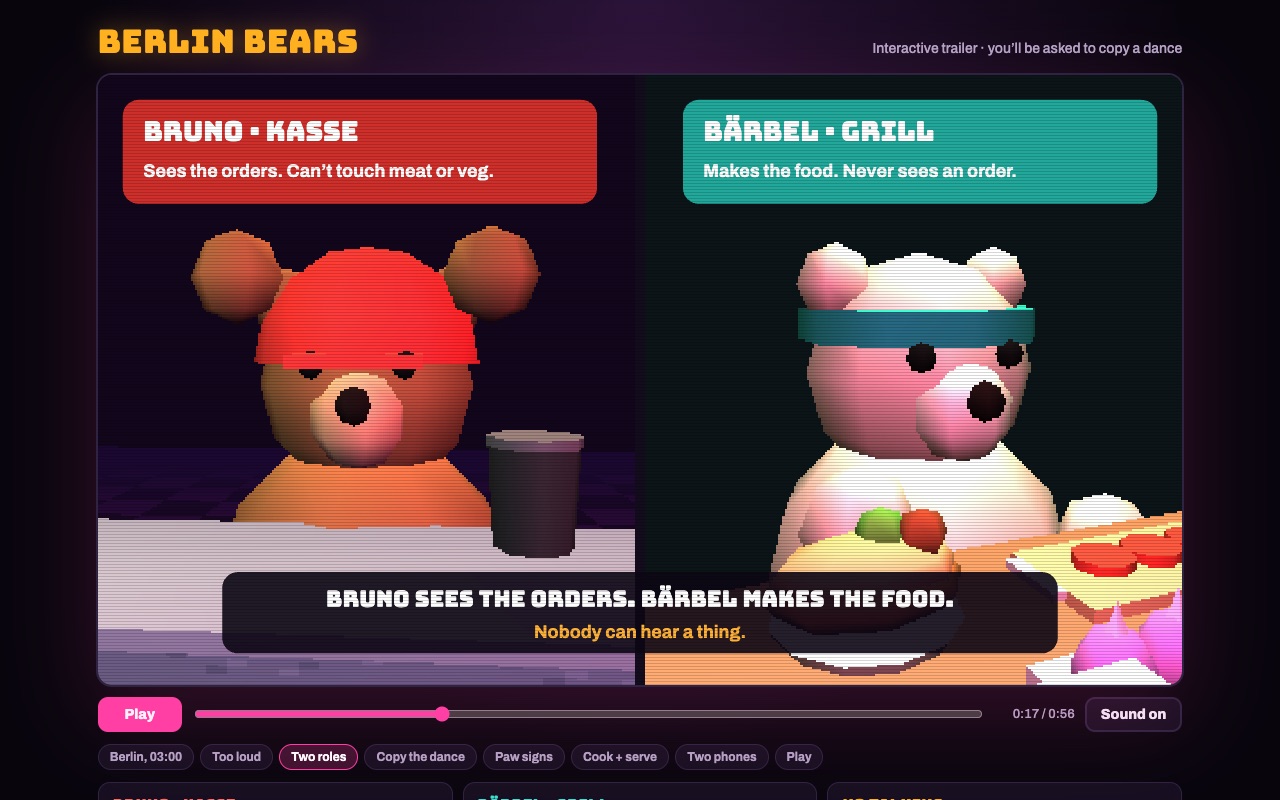 BERLIN BEARS
Interactive trailer · you’ll be asked to copy a dance
BRUNO · KASSE
Sees the orders. Can’t touch meat or veg.
BÄRBEL · GRILL
Makes the food. Never sees an order.
BRUNO SEES THE ORDERS. BÄRBEL MAKES THE FOOD.
Nobody can hear a thing.
Play
0:17 / 0:56
Sound on
Berlin, 03:00
Too loud
Two roles
Copy the dance
Paw signs
Cook + serve
Two phones
Play